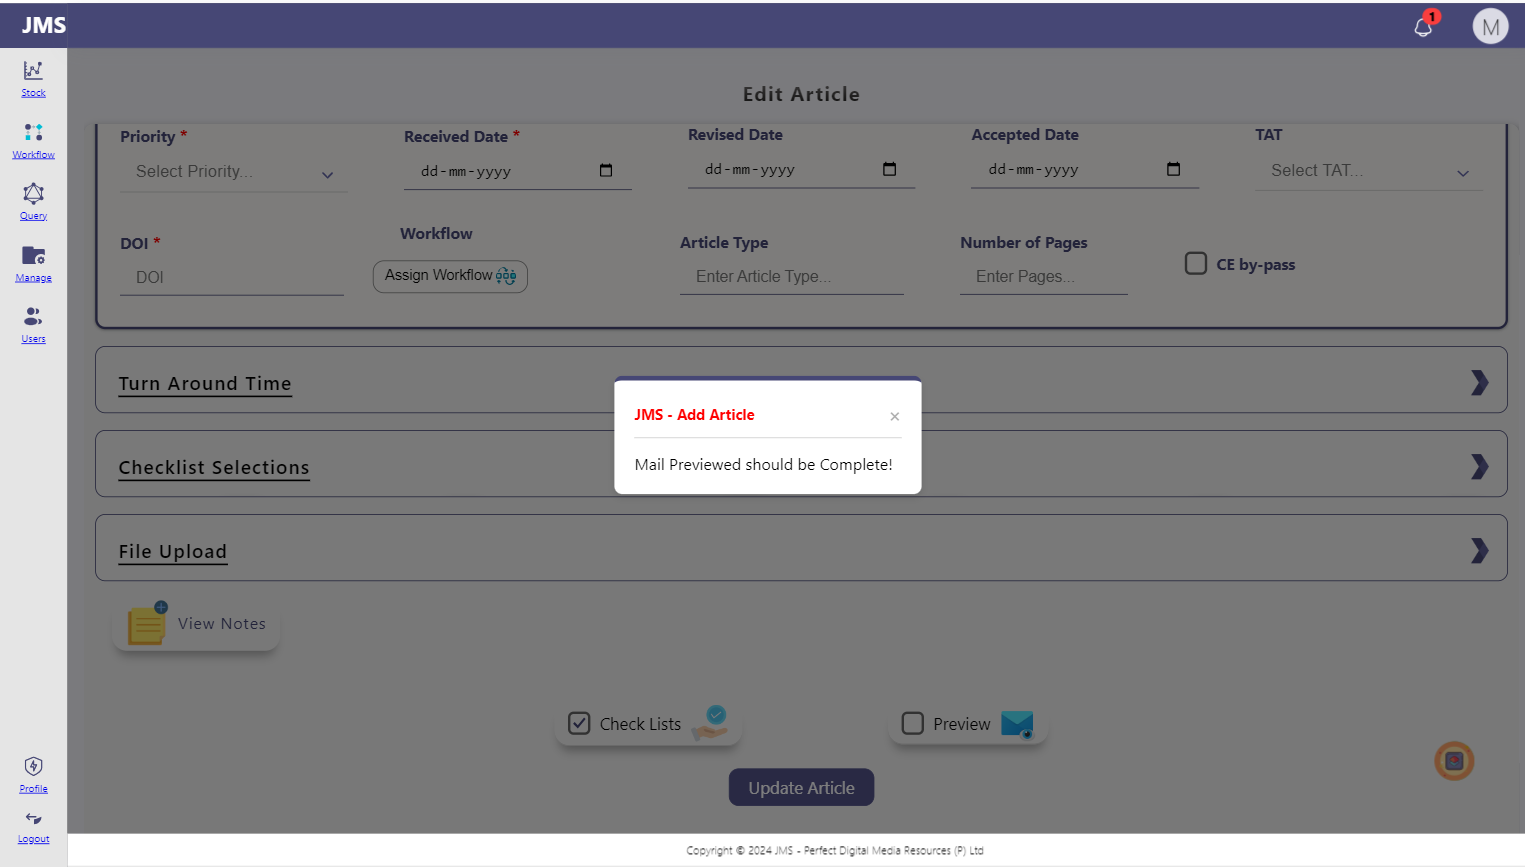 JMS
1
M
Stock
Workflow
Query
Manage
Users
Profile
Logout
Edit Article
Priority *
Received Date *
Revised Date
Accepted Date
TAT
Select Priority...
dd-mm-yyyy
dd-mm-yyyy
dd-mm-yyyy
Select TAT...
DOI *
Workflow
Article Type
Number of Pages
CE by-pass
DOI
Assign Workflow
Enter Article Type...
Enter Pages...
Turn Around Time
JMS - Add Article
×
Mail Previewed should be Complete!
Checklist Selections
File Upload
View Notes
Check Lists
Preview
Update Article
Copyright © 2024 JMS - Perfect Digital Media Resources (P) Ltd